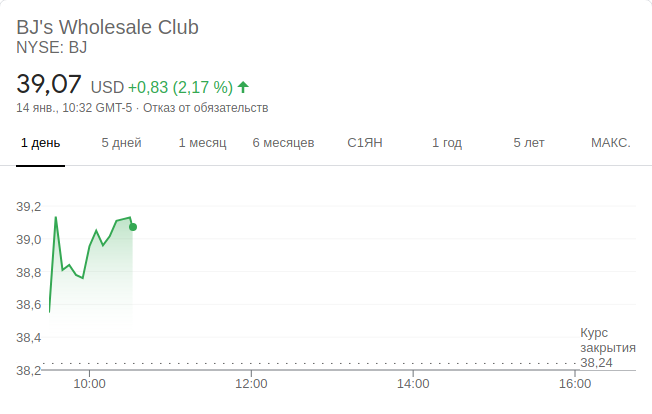 BJ's Wholesale Club
NYSE: BJ
39,07 USD +0,83 (2,17 %)
14 янв., 10:32 GMT-5 · Отказ от обязательств
1 день 5 дней 1 месяц 6 месяцев С1ЯН 1 год 5 лет МАКС.
39,2
39,0
38,8
38,6
38,4
Курс
закрытия
38,24
38,2
10:00 12:00 14:00 16:00